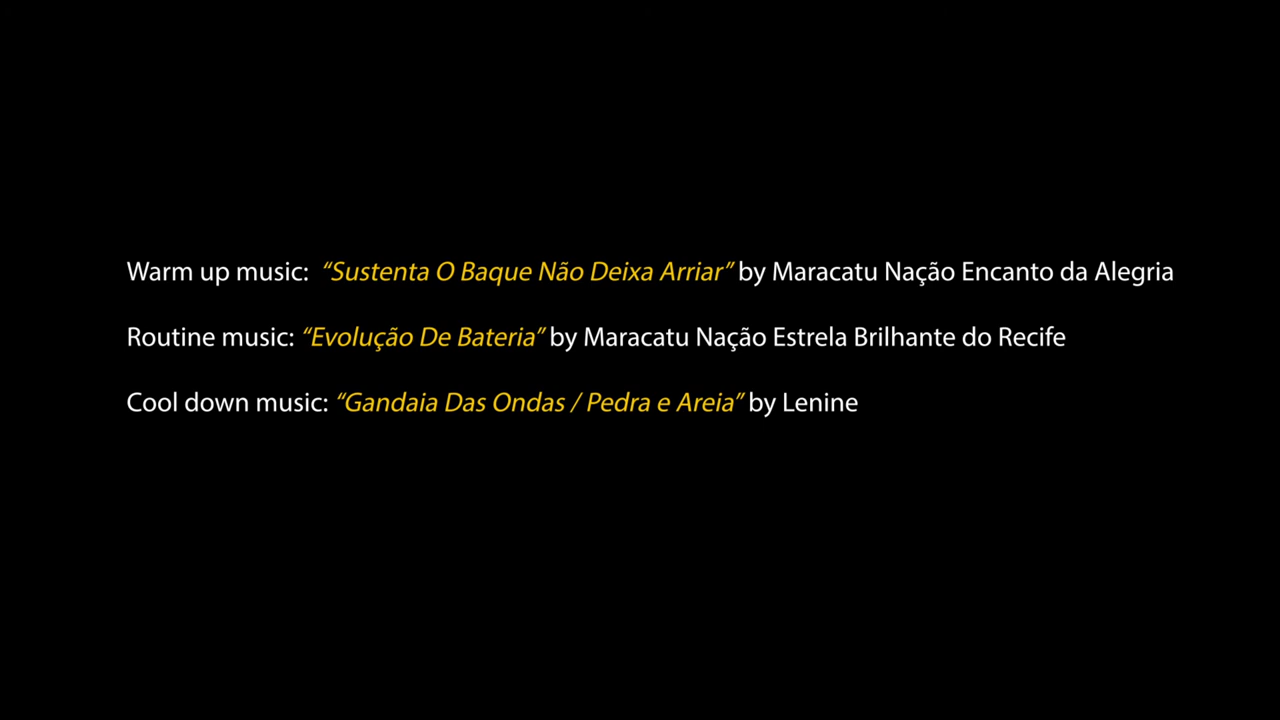 Warm up music: “Sustenta O Baque Não Deixa Arriar” by Maracatu Nação Encanto da Alegria
Routine music: “Evolução De Bateria” by Maracatu Nação Estrela Brilhante do Recife
Cool down music: “Gandaia Das Ondas / Pedra e Areia” by Lenine